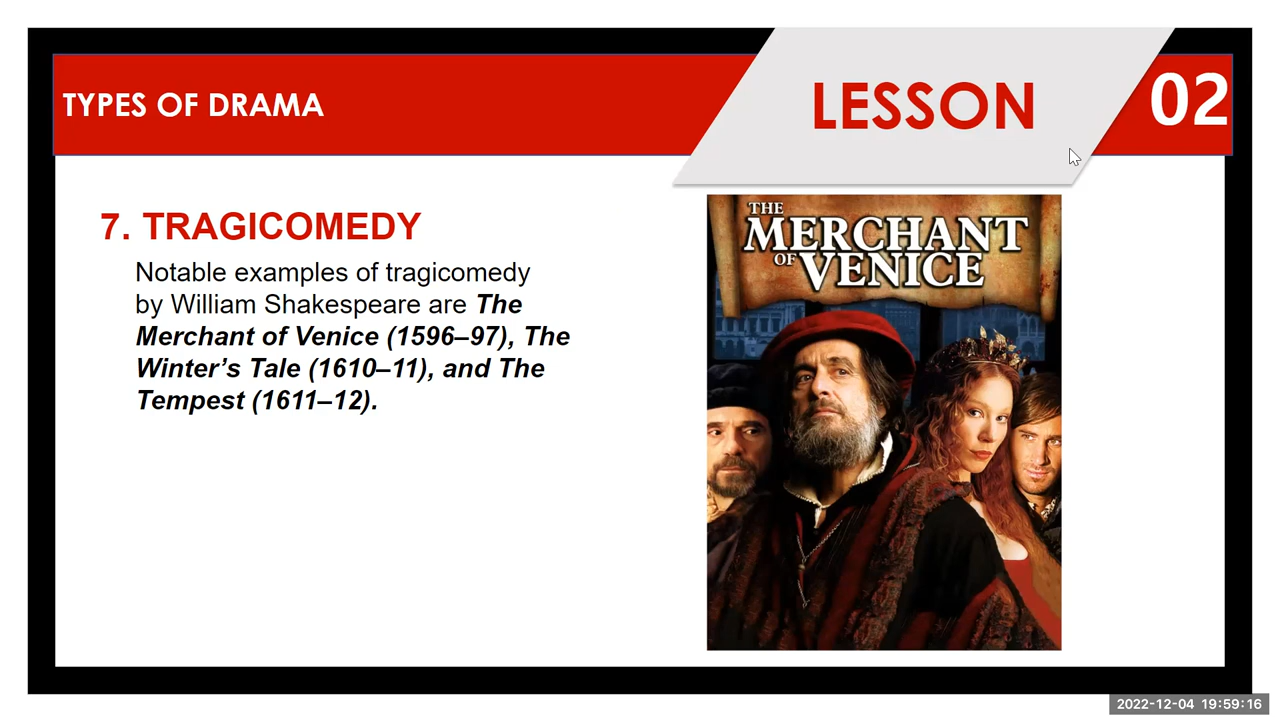 TYPES OF DRAMA
LESSON
02
7. TRAGICOMEDY
Notable examples of tragicomedy
by William Shakespeare are The
Merchant of Venice (1596–97), The
Winter’s Tale (1610–11), and The
Tempest (1611–12).
THE
MERCHANT
OF VENICE
2022-12-04 19:59:16